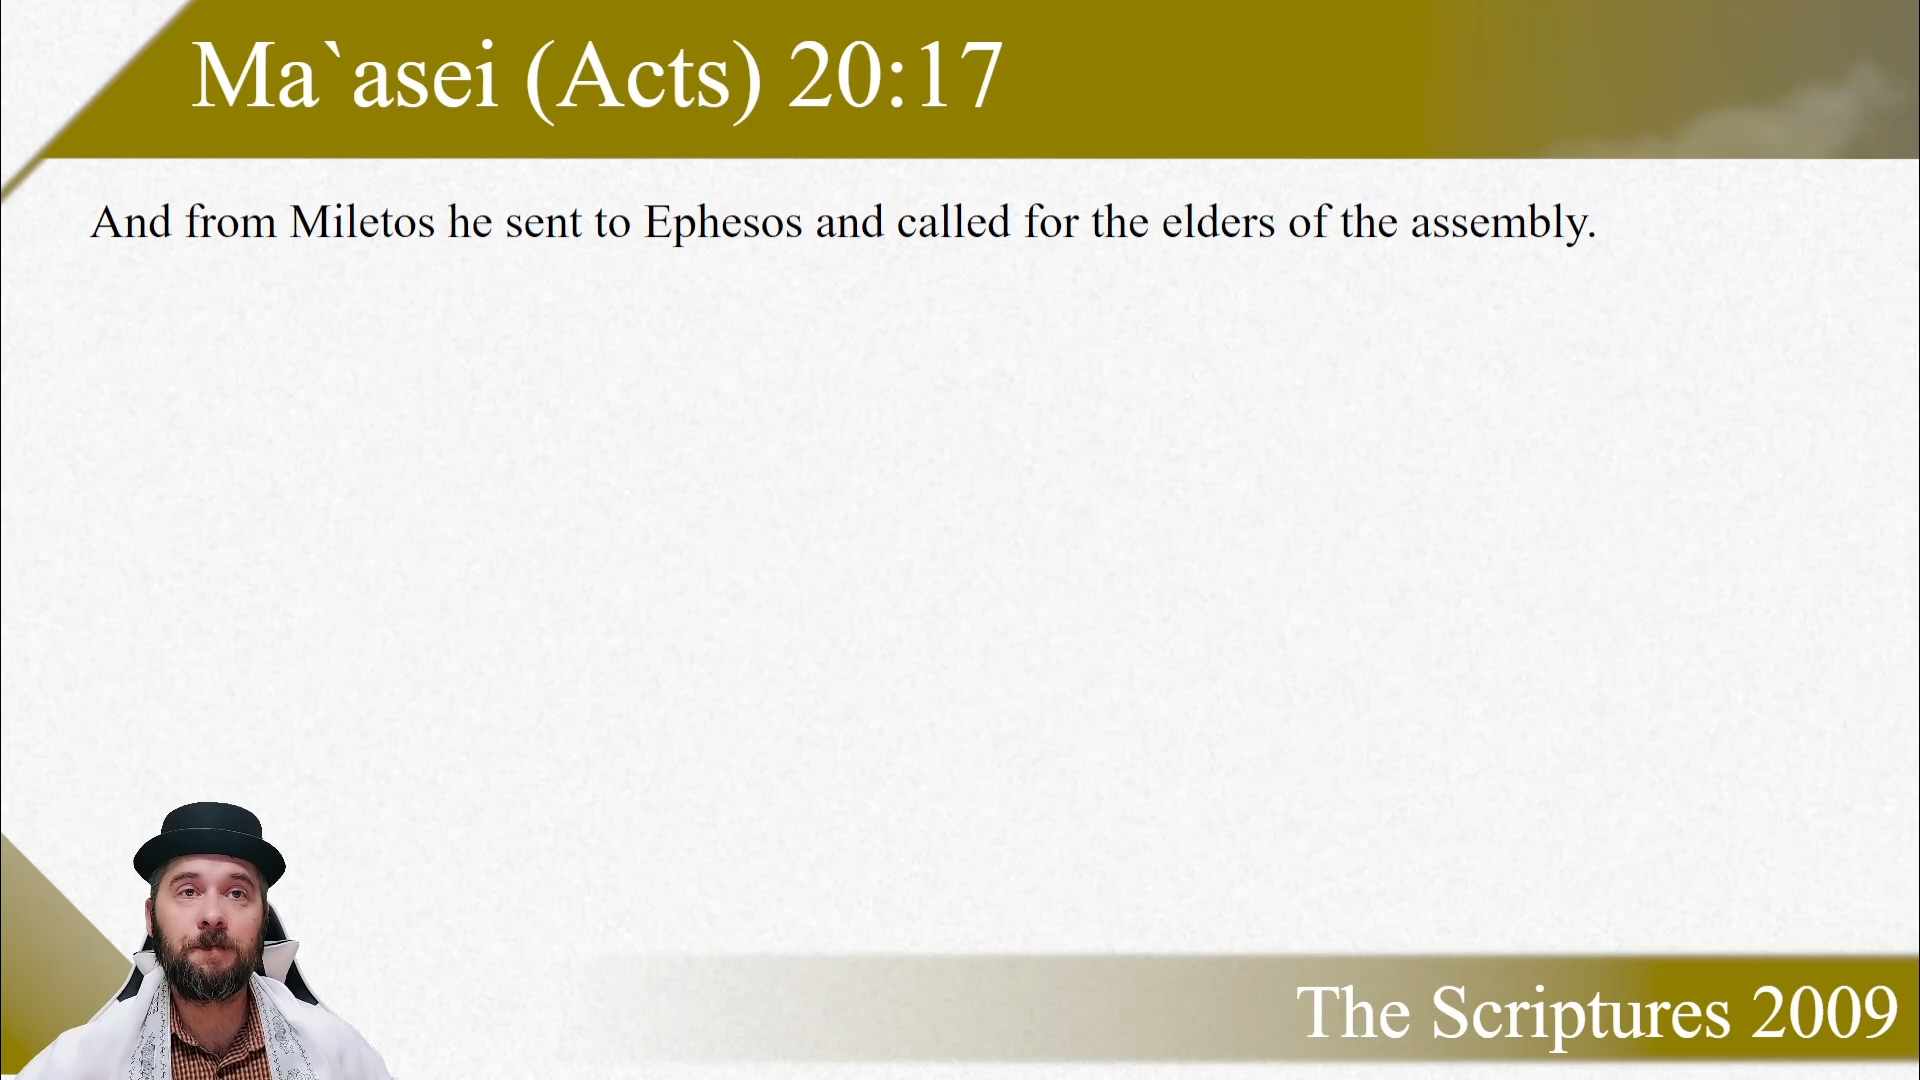 Ma`asei (Acts) 20:17
And from Miletos he sent to Ephesos and called for the elders of the assembly.
The Scriptures 2009